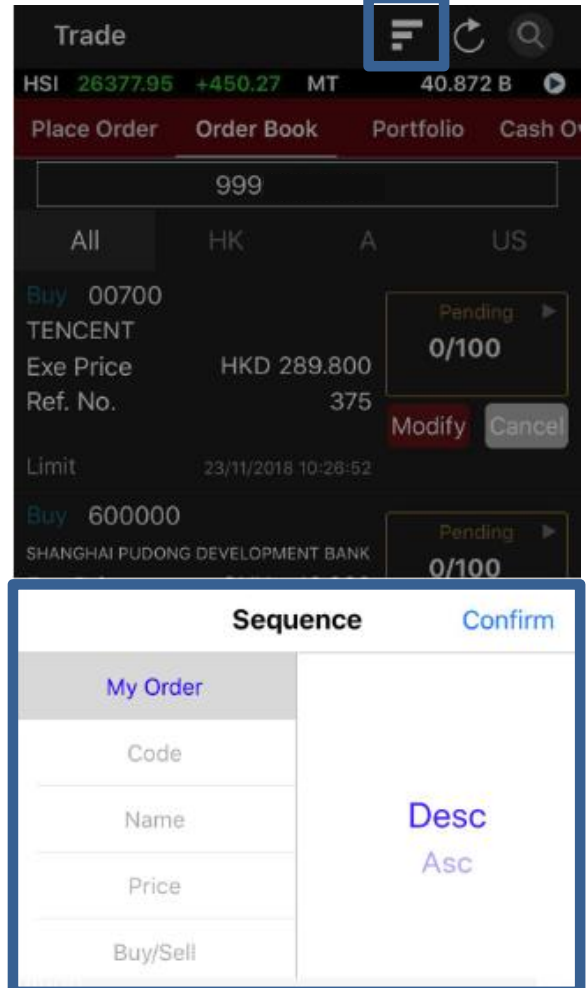 Trade
HSI 26377.95 +450.27 MT 40.872 B
Place Order Order Book Portfolio Cash
999
All HK A US
Buy 00700
Pending
TENCENT
0/100
Exe Price HKD 289.800
Ref. No. 375
Modify Cancel
Limit 23/11/2018 10:26:52
Buy 600000
Pending
SHANGHAI PUDONG DEVELOPMENT BANK
0/100
Sequence Confirm
My Order
Code
Name
Desc
Asc
Price
Buy/Sell